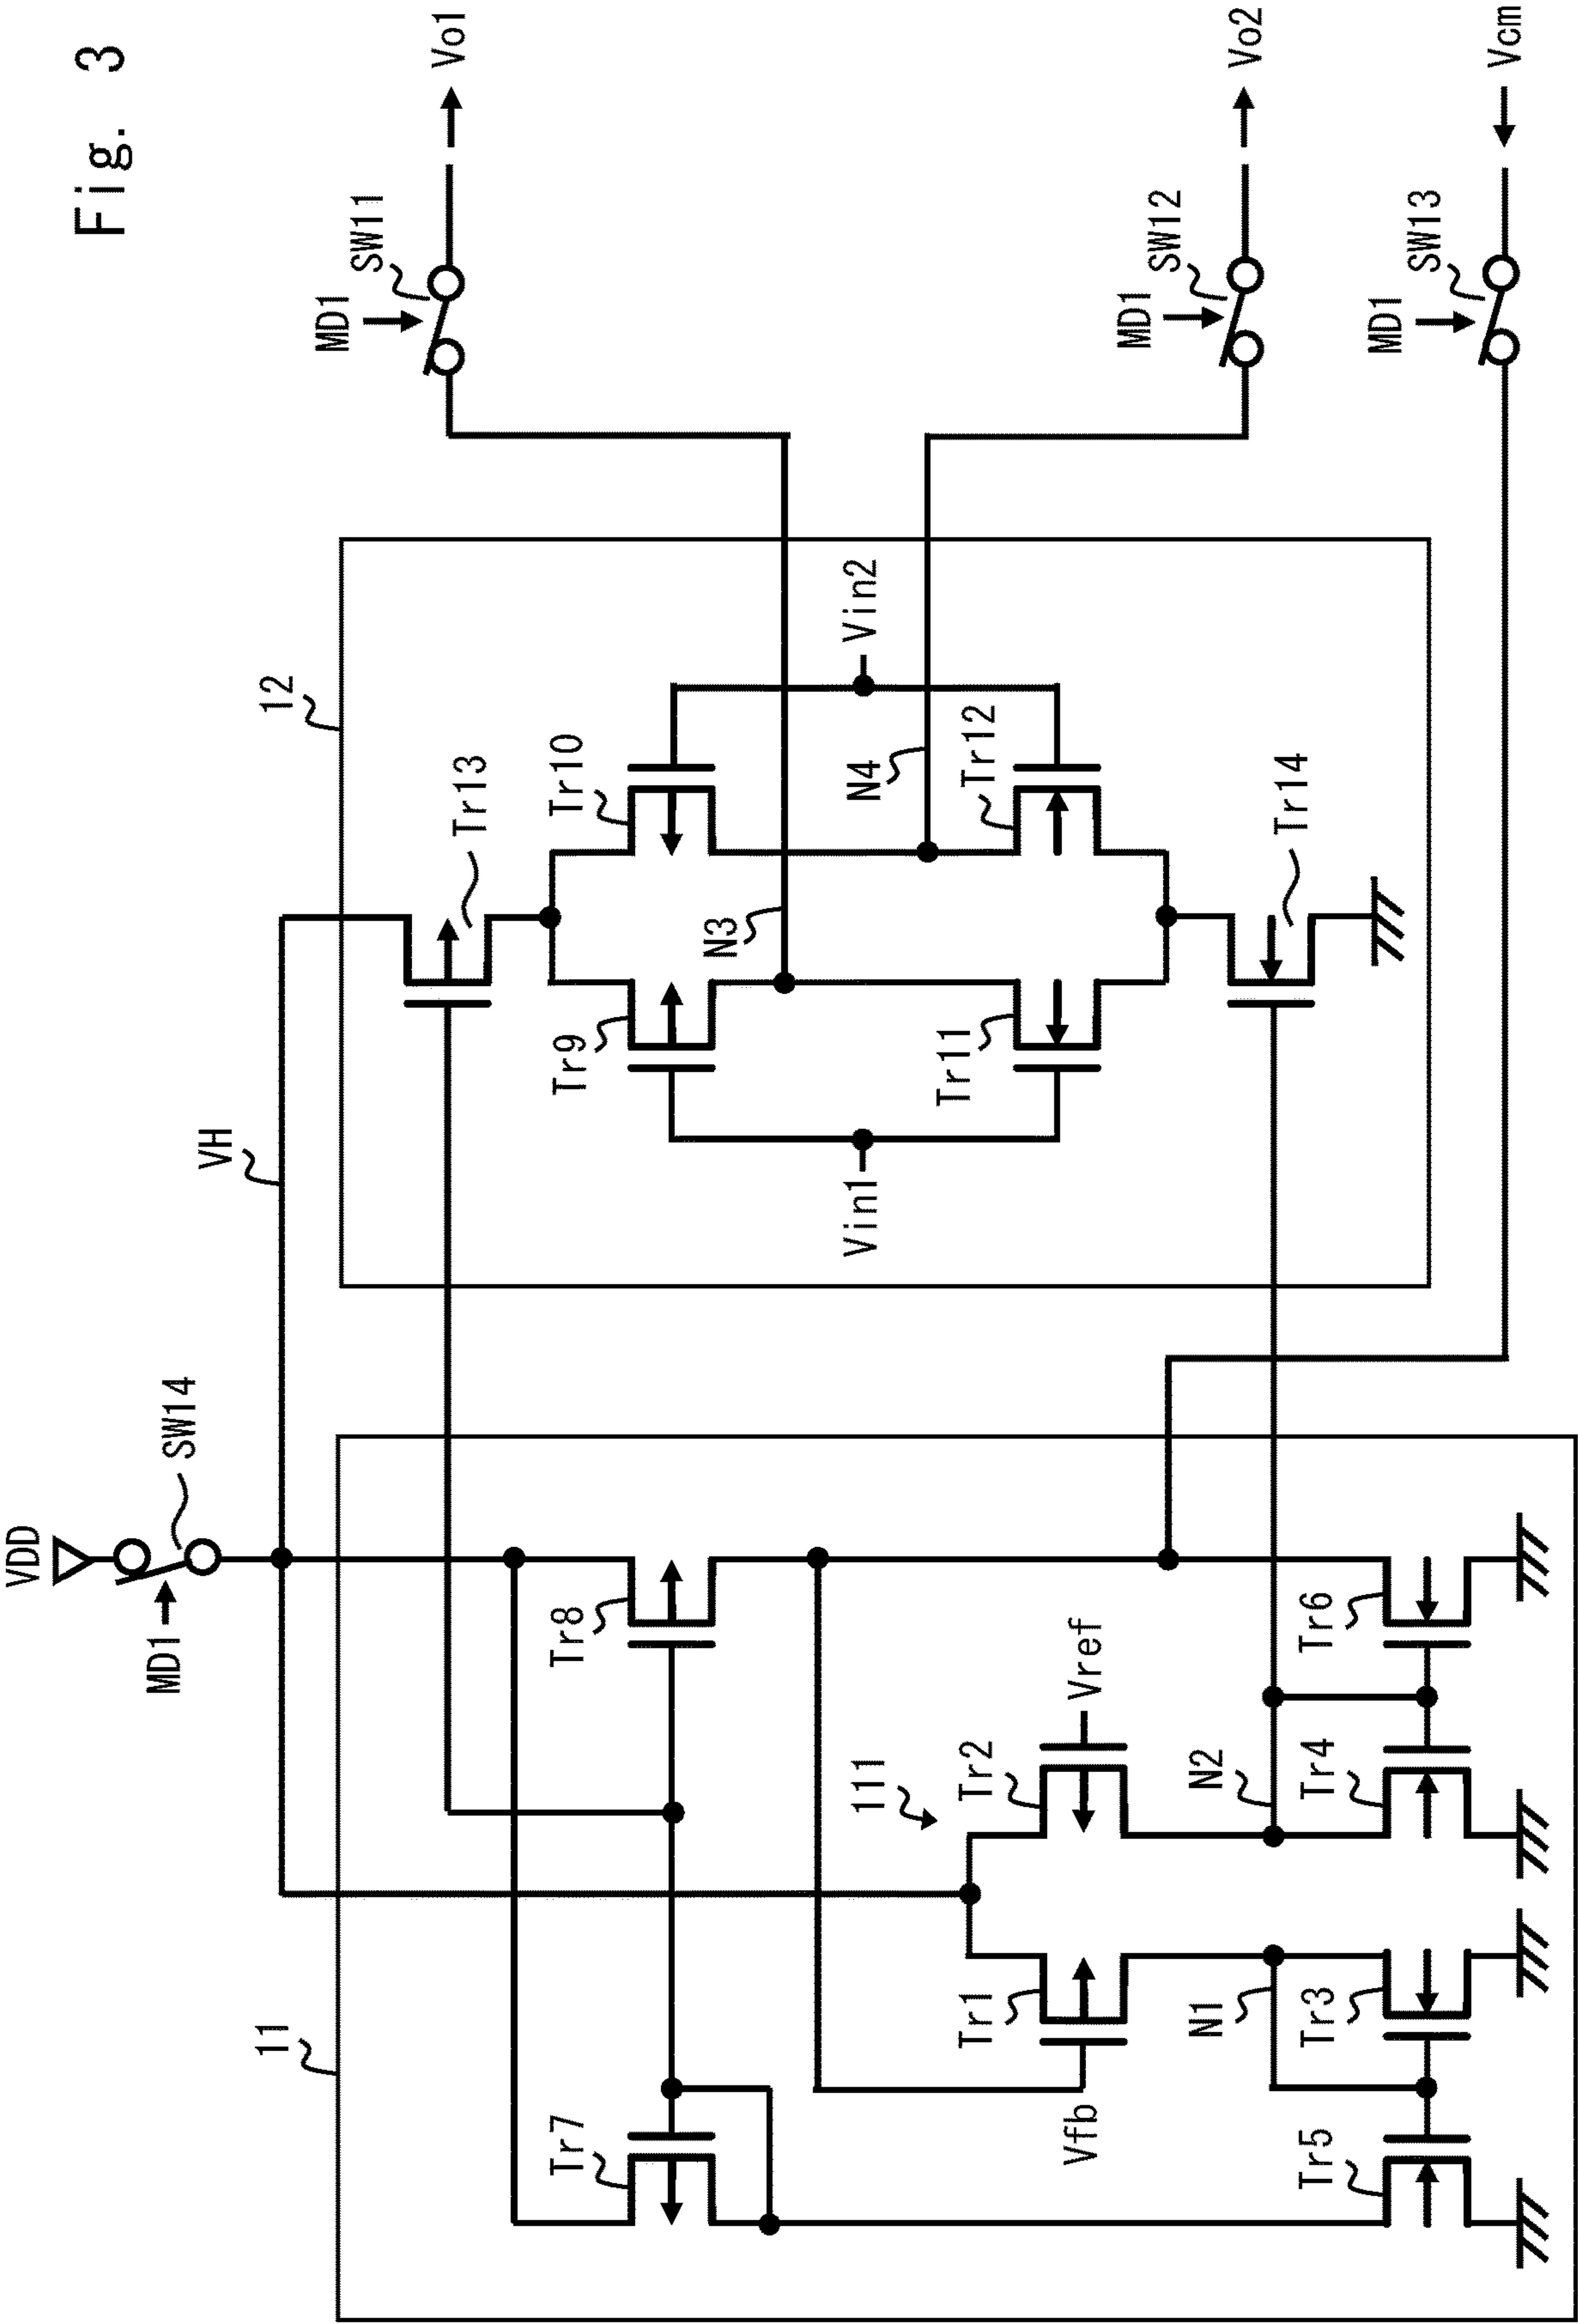 Fig. 3
VDD
MD1
SW14
VH
11
12
Tr7
Tr8
Tr13
Tr9
Tr10
MD1
SW11
Vo1
Vfb
Tr1
111
Tr2
Vref
Vin1
N3
N4
Vin2
N1
N2
Tr11
Tr12
MD1
SW12
Vo2
Tr5
Tr3
Tr4
Tr6
Tr14
MD1
SW13
Vcm